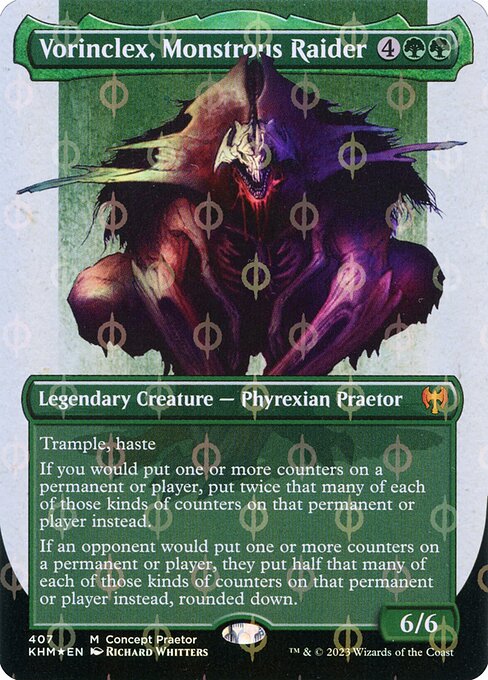 Vorinclex, Monstrous Raider 4
Legendary Creature — Phyrexian Praetor
Trample, haste
If you would put one or more counters on a
permanent or player, put twice that many of each
of those kinds of counters on that permanent or
player instead.
If an opponent would put one or more counters on
a permanent or player, they put half that many of
each of those kinds of counters on that permanent
or player instead, rounded down.
6/6
407 M Concept Praetor
KHM★EN Richard Whitters ™ & © 2023 Wizards of the Coast